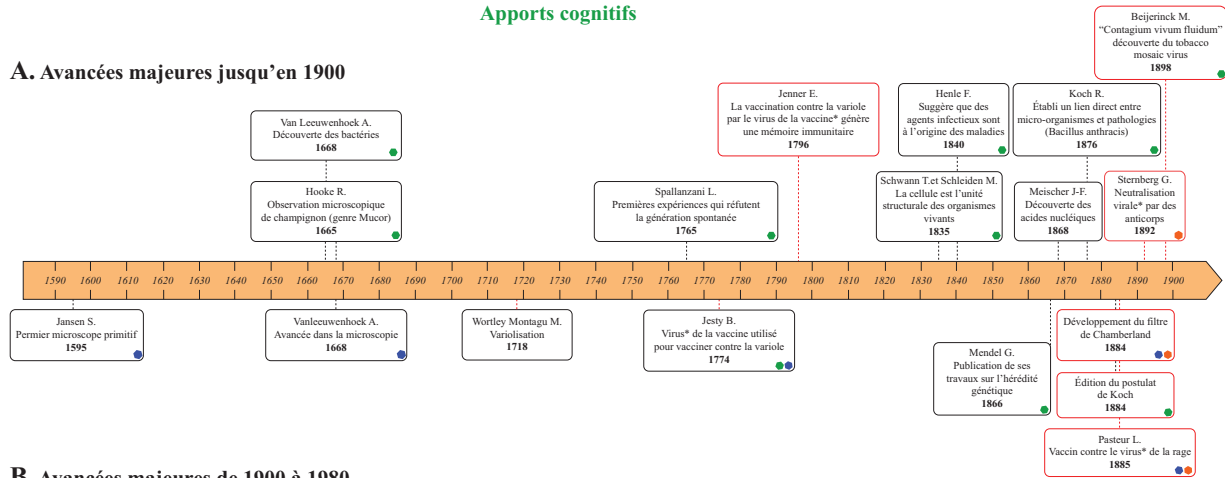 Apports cognitifs
A. Avancées majeures jusqu'en 1900
Beijerinck M.
“Contagium vivum fluidum”
découverte du tobacco
mosaic virus
1898
Van Leeuwenhoek A.
Découverte des bactéries
1668
Jenner E.
La vaccination contre la variole
par le virus de la vaccine* génère
une mémoire immunitaire
1796
Henle F.
Suggère que des
agents infectieux sont
à l'origine des maladies
1840
Koch R.
Établi un lien direct entre
micro-organismes et pathologies
(Bacillus anthracis)
1876
Hooke R.
Observation microscopique
de champignon (genre Mucor)
1665
Spallanzani L.
Premières expériences qui réfutent
la génération spontanée
1765
Schwann T.et Schleiden M.
La cellule est l'unité
structurale des organismes
vivants
1835
Meischer J-F.
Découverte des
acides nucléiques
1868
Sternberg G.
Neutralisation
virale* par des
anticorps
1892
1590 1600 1610 1620 1630 1640 1650 1660 1670 1680 1690 1700 1710 1720 1730 1740 1750 1760 1770 1780 1790 1800 1810 1820 1830 1840 1850 1860 1870 1880 1890 1900
Jansen S.
Permier microscope primitif
1595
Vanleeuwenhoek A.
Avancée dans la microscopie
1668
Wortley Montagu M.
Variolisation
1718
Jesty B.
Virus* de la vaccine utilisé
pour vacciner contre la variole
1774
Mendel G.
Publication de ses
travaux sur l'hérédité
génétique
1866
Développement du filtre
de Chamberland
1884
Édition du postulat
de Koch
1884
Pasteur L.
Vaccin contre le virus* de la rage
1885
B. Avancées majeures de 1900 à 1980